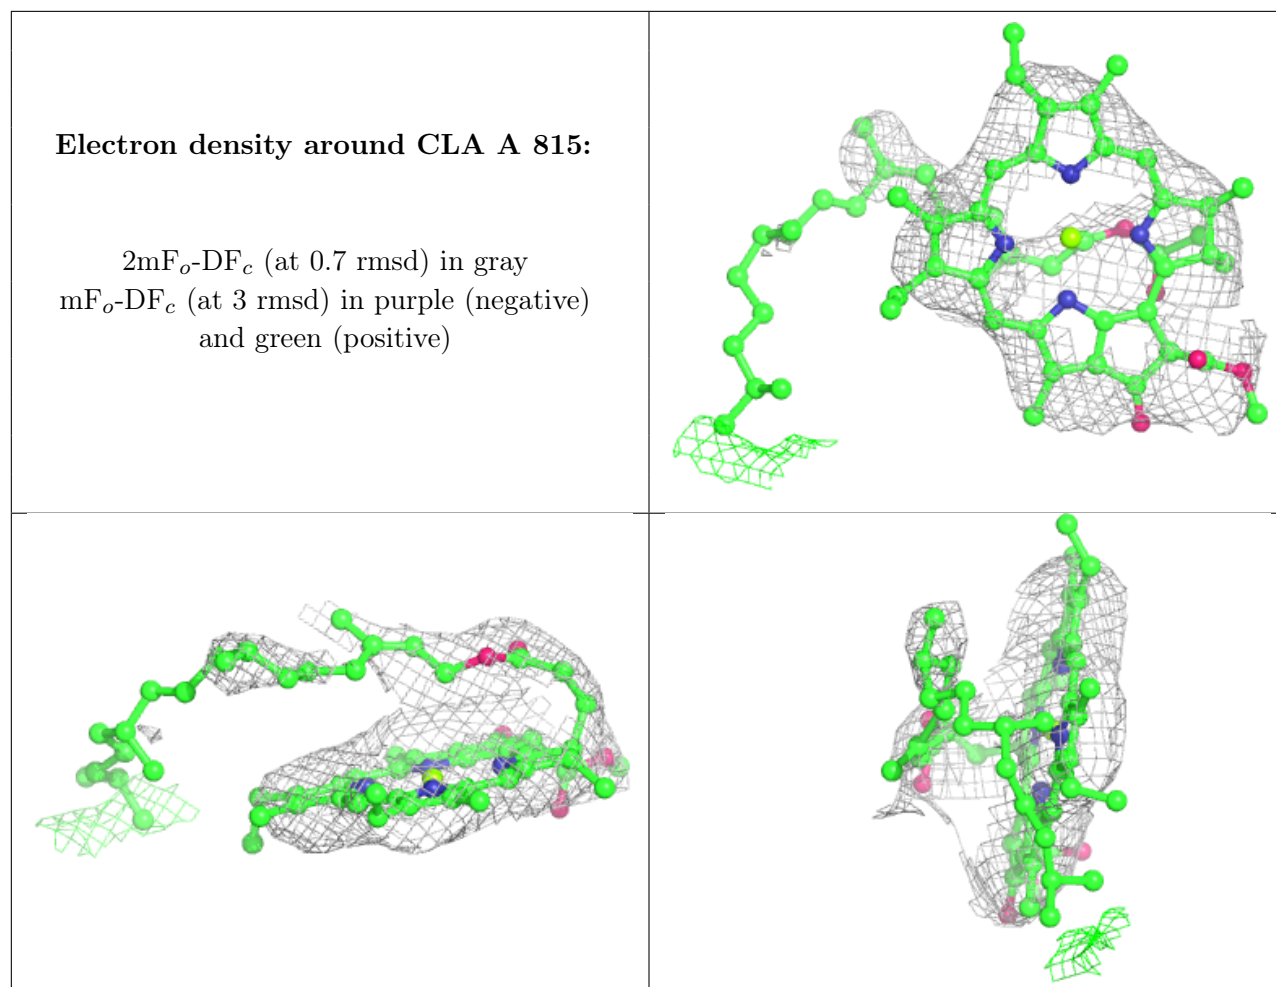 Electron density around CLA A 815:
2mFo-DFc (at 0.7 rmsd) in gray
mFo-DFc (at 3 rmsd) in purple (negative)
and green (positive)